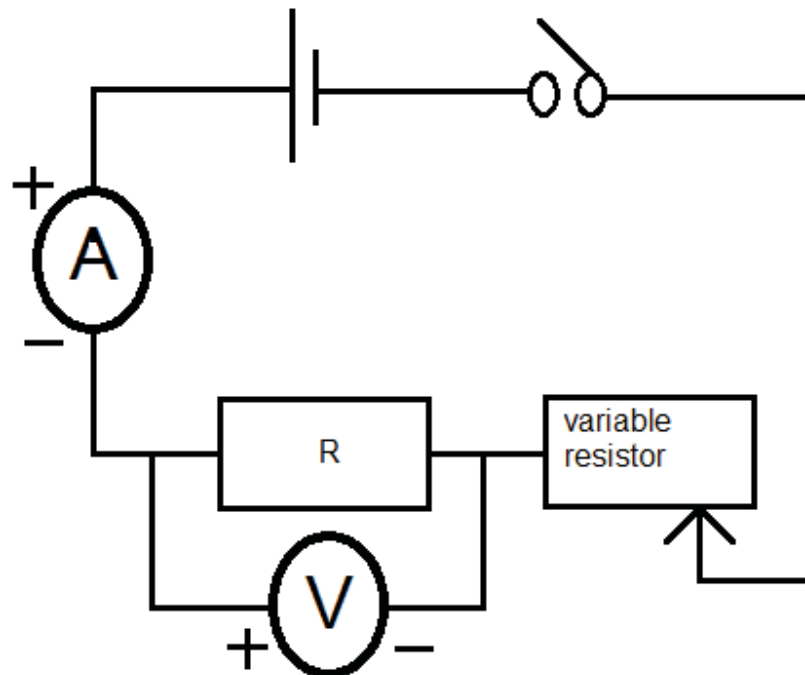 +
A
−
R
variable
resistor
V
+ −